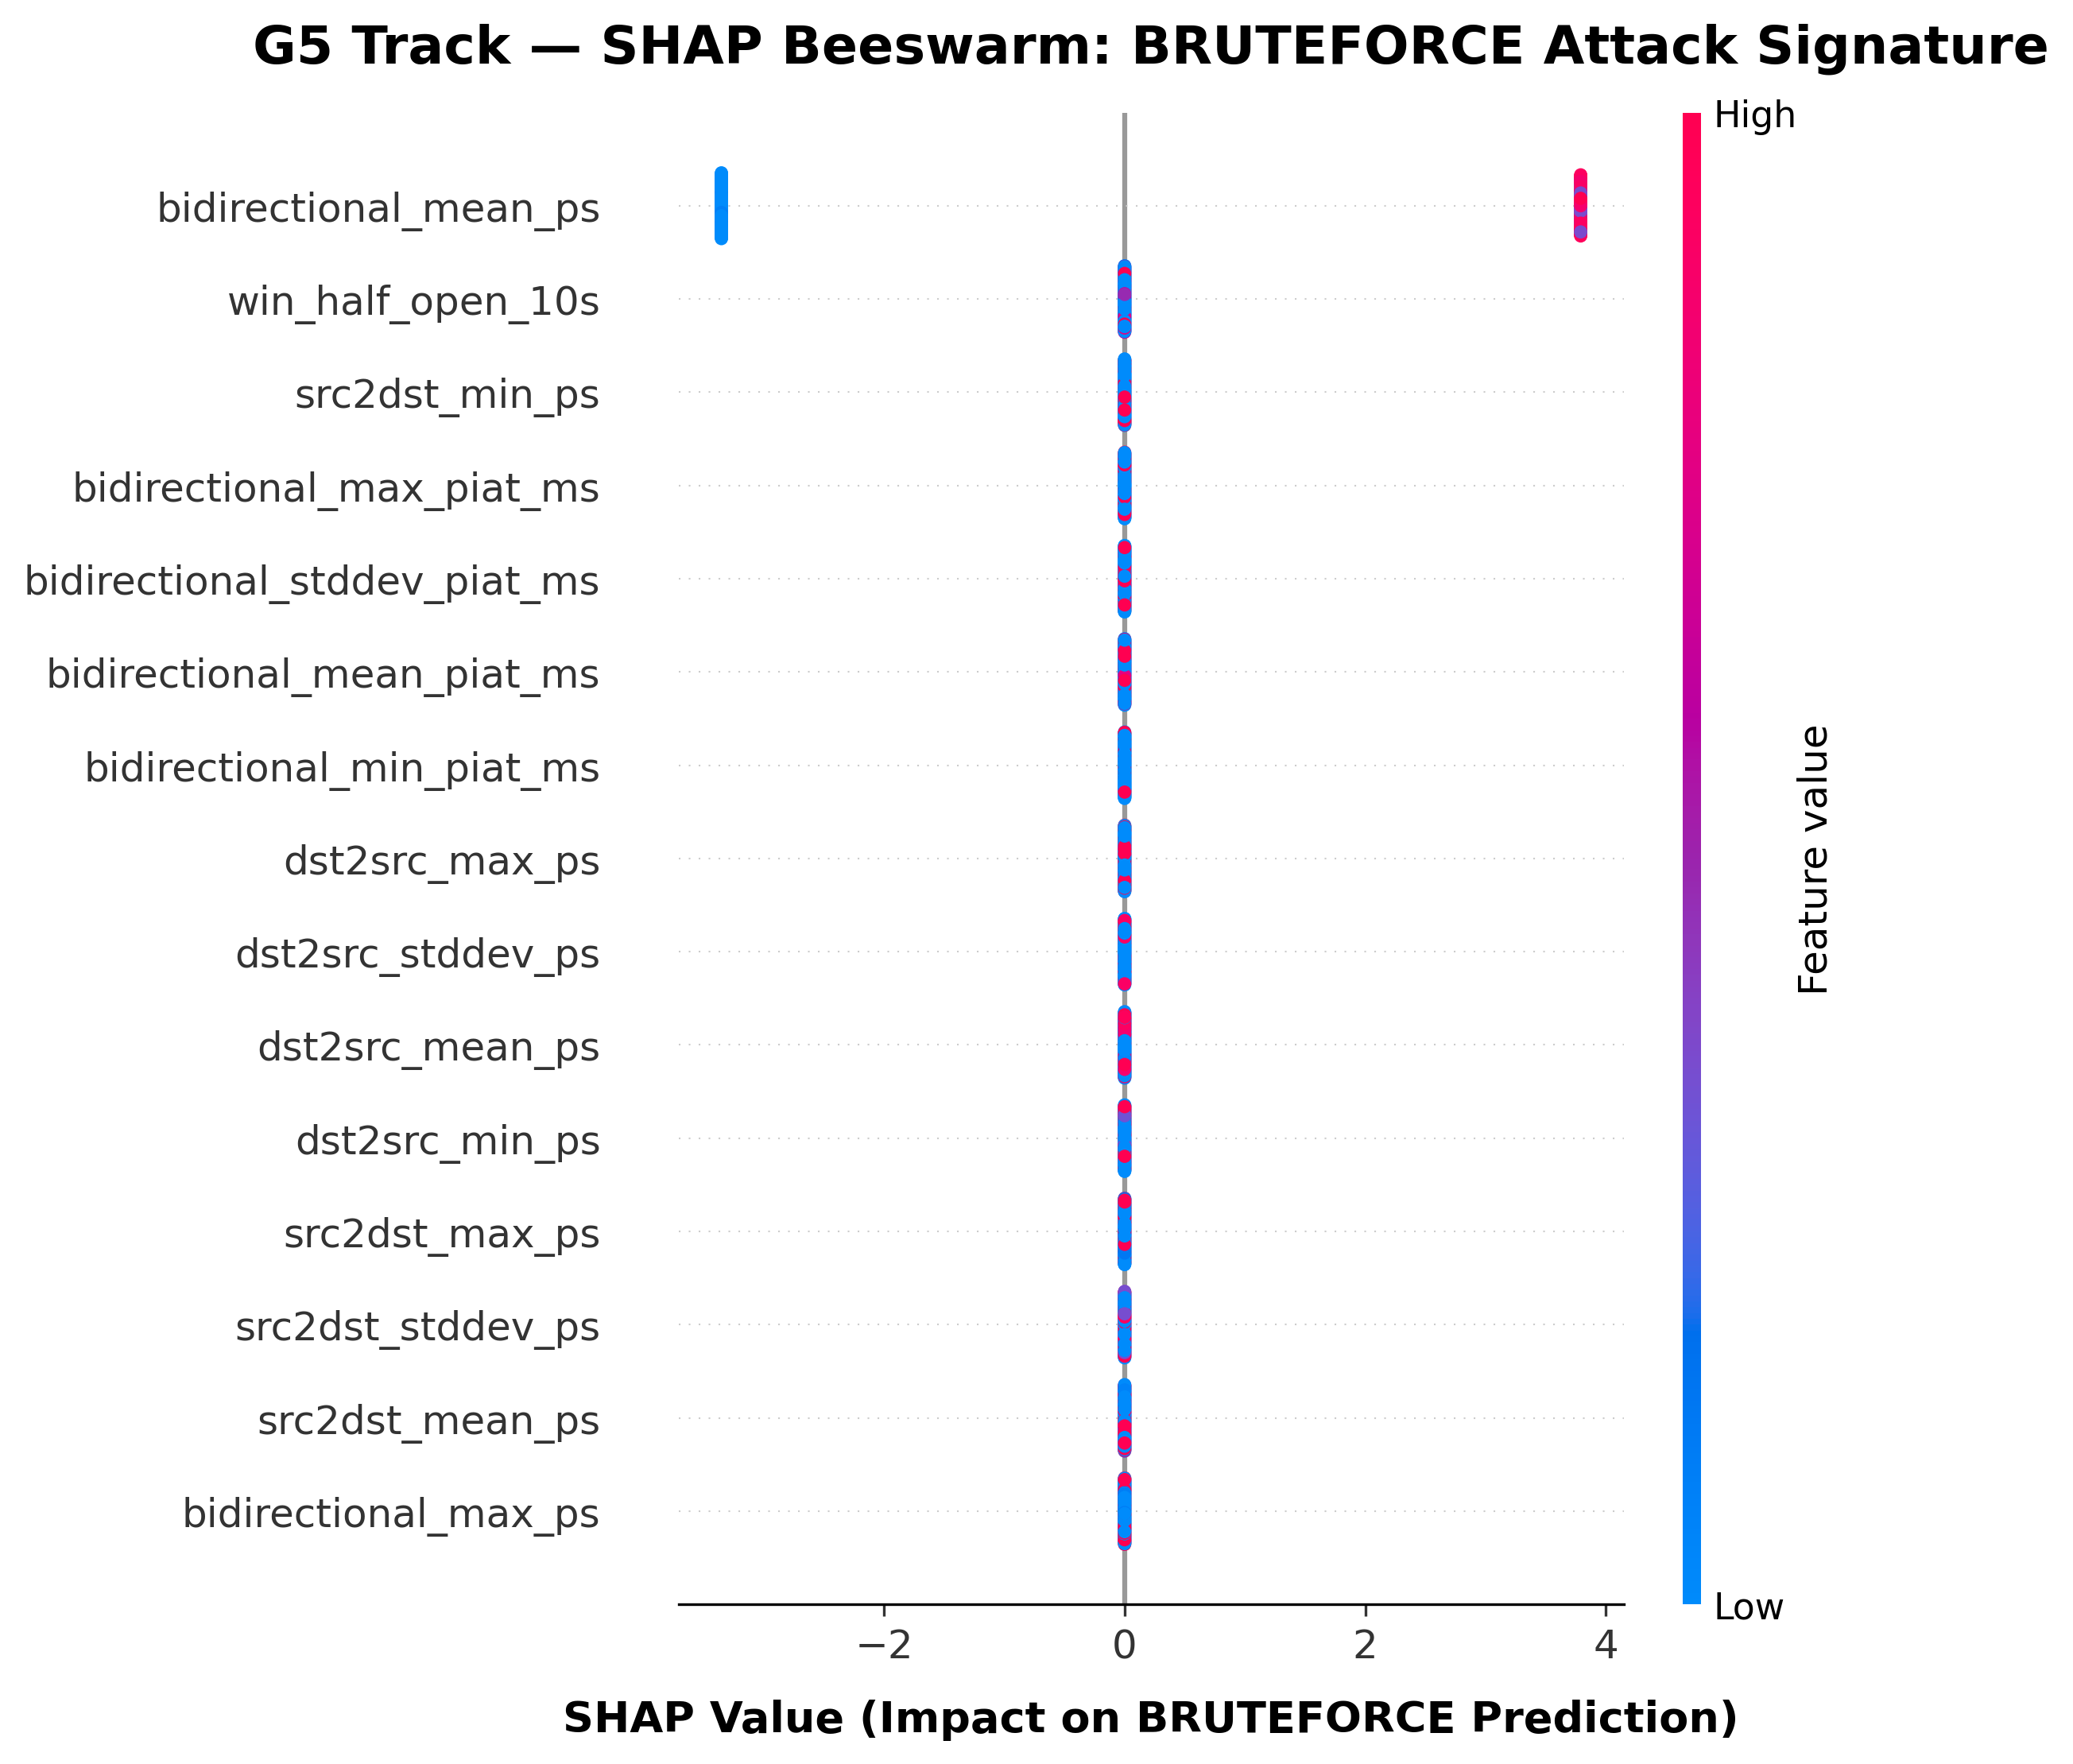 G5 Track — SHAP Beeswarm: BRUTEFORCE Attack Signature
High
bidirectional_mean_ps
win_half_open_10s
src2dst_min_ps
bidirectional_max_piat_ms
bidirectional_stddev_piat_ms
bidirectional_mean_piat_ms
bidirectional_min_piat_ms
dst2src_max_ps
dst2src_stddev_ps
dst2src_mean_ps
dst2src_min_ps
src2dst_max_ps
src2dst_stddev_ps
src2dst_mean_ps
bidirectional_max_ps
Feature value
Low
−2 0 2 4
SHAP Value (Impact on BRUTEFORCE Prediction)